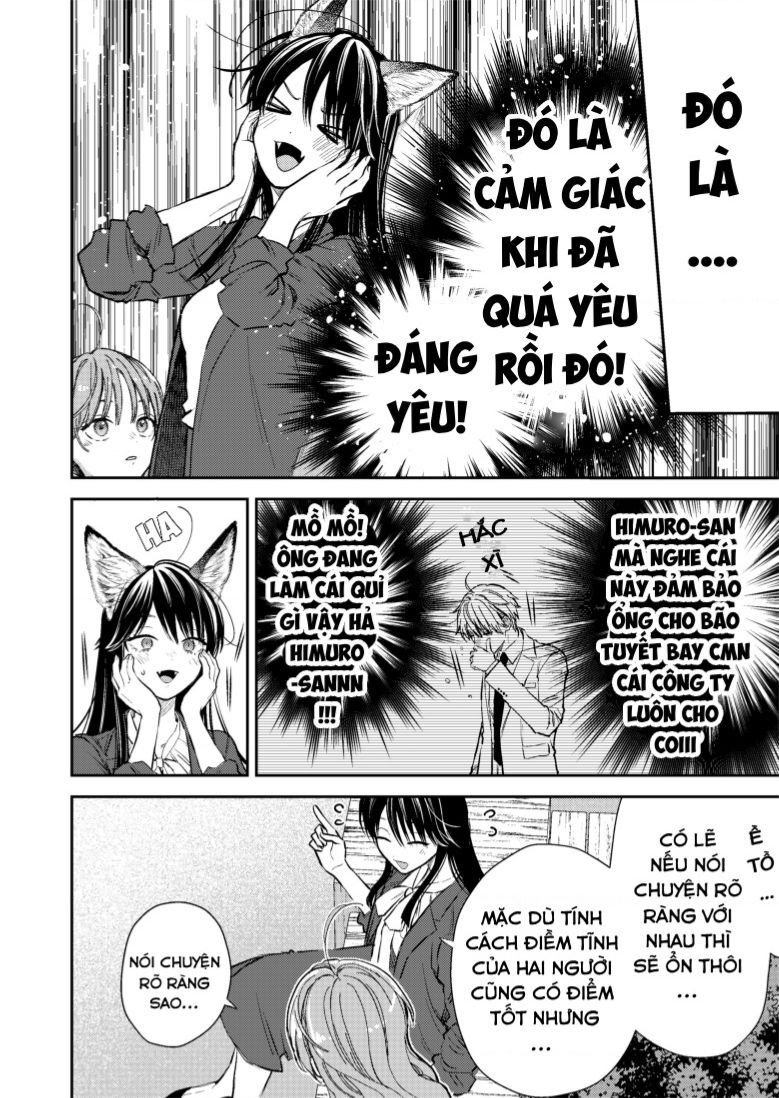 ĐÓ
LÀ
....
ĐÓ LÀ
CẢM GIÁC
KHI ĐÃ
QUÁ YÊU
RỒI ĐÓ!
ĐÁNG
YÊU!
HIMURO-SAN
MÀ NGHE CÁI
NÀY ĐẢM BẢO
ỔNG CHO BÃO
TUYẾT BAY CMN
CÁI CÔNG TY
LUÔN CHO
COIII
HẮC
XÌ
MỒ MỒ!
ÔNG ĐANG
LÀM CÁI QUỈ
GÌ VẬY HẢ
HIMURO
-SANNN
!!!
HA
Ề
TỒ
...
CÓ LẼ
NẾU NÓI
CHUYỆN RÕ
RÀNG VỚI
NHAU THÌ
SẼ ỔN THÔI
...
MẶC DÙ TÍNH
CÁCH ĐIỀM TĨNH
CỦA HAI NGƯỜI
CŨNG CÓ ĐIỂM
TỐT NHƯNG
...
NÓI CHUYỆN
RÕ RÀNG
SAO...